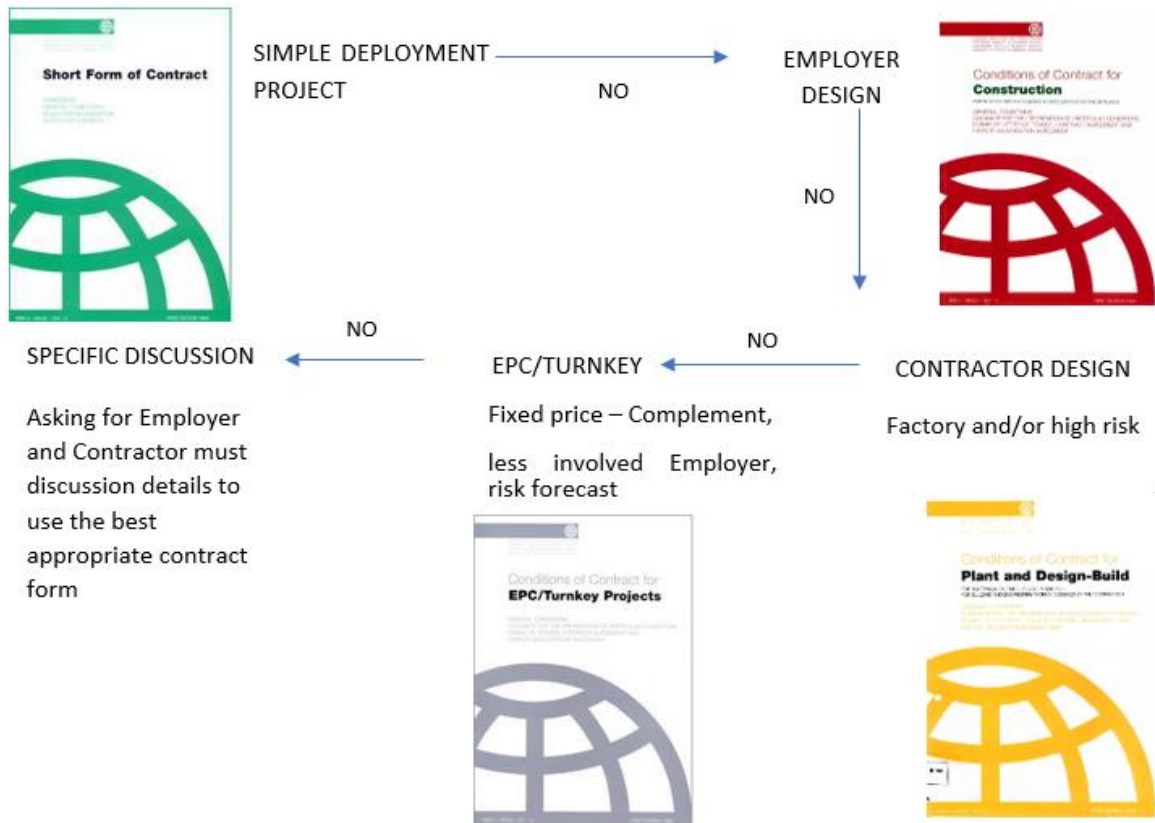 Short Form of Contract
SIMPLE DEPLOYMENT
PROJECT
NO
EMPLOYER
DESIGN
Conditions of Contract for
Construction
NO
SPECIFIC DISCUSSION
Asking for Employer
and Contractor must
discussion details to
use the best
appropriate contract
form
NO
EPC/TURNKEY
Fixed price – Complement,
less involved Employer,
risk forecast
NO
CONTRACTOR DESIGN
Factory and/or high risk
Conditions of Contract for
EPC/Turnkey Projects
Conditions of Contract for
Plant and Design-Build